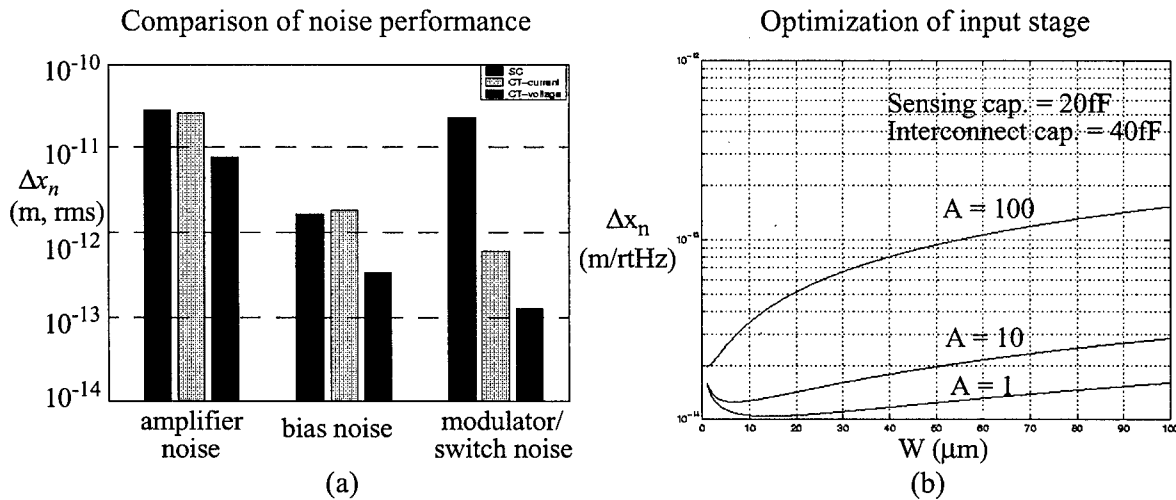 Comparison of noise performance
10⁻¹⁰
10⁻¹¹
Δxₙ
(m, rms)
10⁻¹²
10⁻¹³
10⁻¹⁴
SC
CT-current
CT-voltage
amplifier
noise
bias noise
modulator/
switch noise
(a)
Optimization of input stage
Sensing cap. = 20fF
Interconnect cap. = 40fF
Δxₙ
(m/rtHz)
A = 100
A = 10
A = 1
0 10 20 30 40 50 60 70 80 90 100
W (μm)
(b)